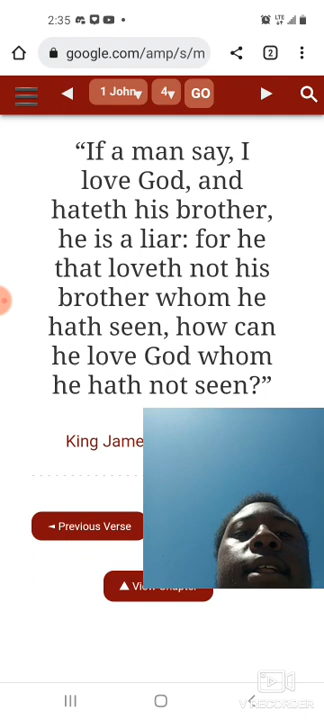 2:35
LTE
google.com/amp/s/m
2
1 John
4
GO
“If a man say, I
love God, and
hateth his brother,
he is a liar: for he
that loveth not his
brother whom he
hath seen, how can
he love God whom
he hath not seen?”
King Jame
◄ Previous Verse
▲ View Chapter
V RECORDER